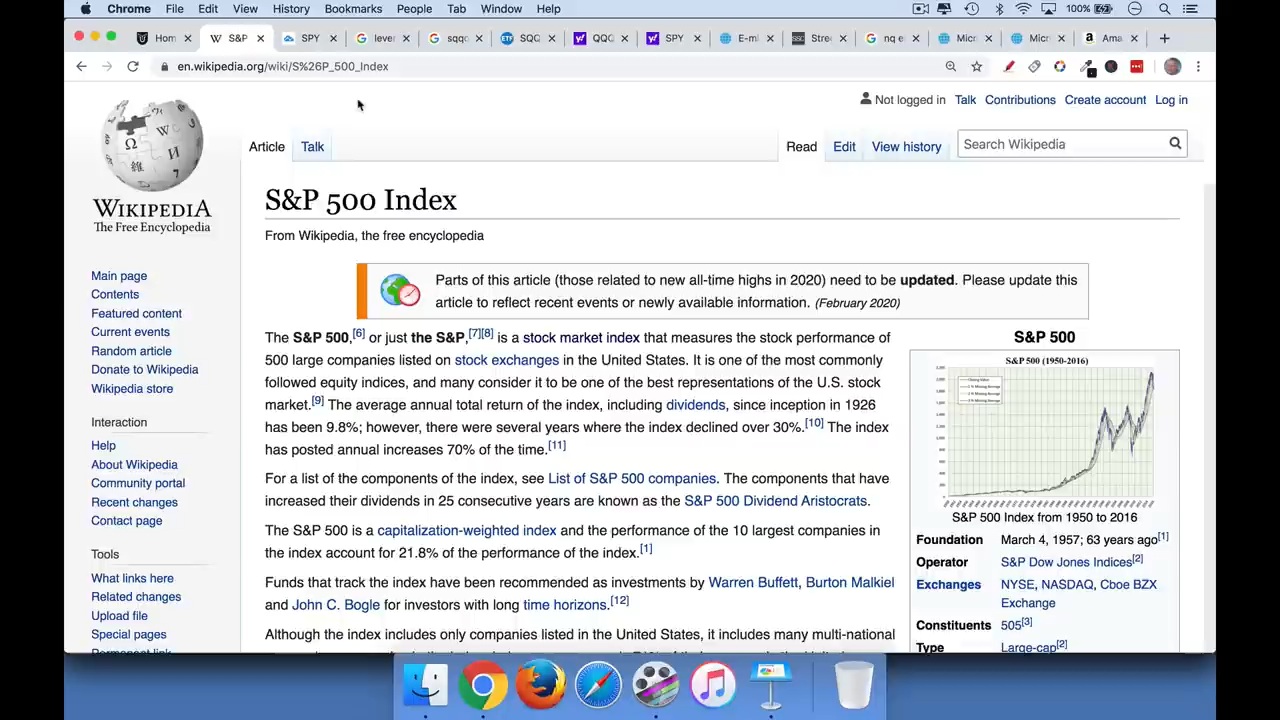 Chrome File Edit View History Bookmarks People Tab Window Help 100%
Hom S&P SPY lever sqqq SQQ QQQ SPY E-mi Stre nq e Micr Micr Ama
en.wikipedia.org/wiki/S%26P_500_Index
Not logged in Talk Contributions Create account Log in
Article Talk Read Edit View history Search Wikipedia
WIKIPEDIA
The Free Encyclopedia
Main page
Contents
Featured content
Current events
Random article
Donate to Wikipedia
Wikipedia store
Interaction
Help
About Wikipedia
Community portal
Recent changes
Contact page
Tools
What links here
Related changes
Upload file
Special pages
Permanent link
S&P 500 Index
From Wikipedia, the free encyclopedia
Parts of this article (those related to new all-time highs in 2020) need to be updated. Please update this
article to reflect recent events or newly available information. (February 2020)
The S&P 500,[6] or just the S&P,[7][8] is a stock market index that measures the stock performance of
500 large companies listed on stock exchanges in the United States. It is one of the most commonly
followed equity indices, and many consider it to be one of the best representations of the U.S. stock
market.[9] The average annual total return of the index, including dividends, since inception in 1926
has been 9.8%; however, there were several years where the index declined over 30%.[10] The index
has posted annual increases 70% of the time.[11]
For a list of the components of the index, see List of S&P 500 companies. The components that have
increased their dividends in 25 consecutive years are known as the S&P 500 Dividend Aristocrats.
The S&P 500 is a capitalization-weighted index and the performance of the 10 largest companies in
the index account for 21.8% of the performance of the index.[1]
Funds that track the index have been recommended as investments by Warren Buffett, Burton Malkiel
and John C. Bogle for investors with long time horizons.[12]
Although the index includes only companies listed in the United States, it includes many multi-national
S&P 500
S&P 500 (1950-2016)
S&P 500 Index from 1950 to 2016
Foundation March 4, 1957; 63 years ago[1]
Operator S&P Dow Jones Indices[2]
Exchanges NYSE, NASDAQ, Cboe BZX
Exchange
Constituents 505[3]
Type Large-cap[2]